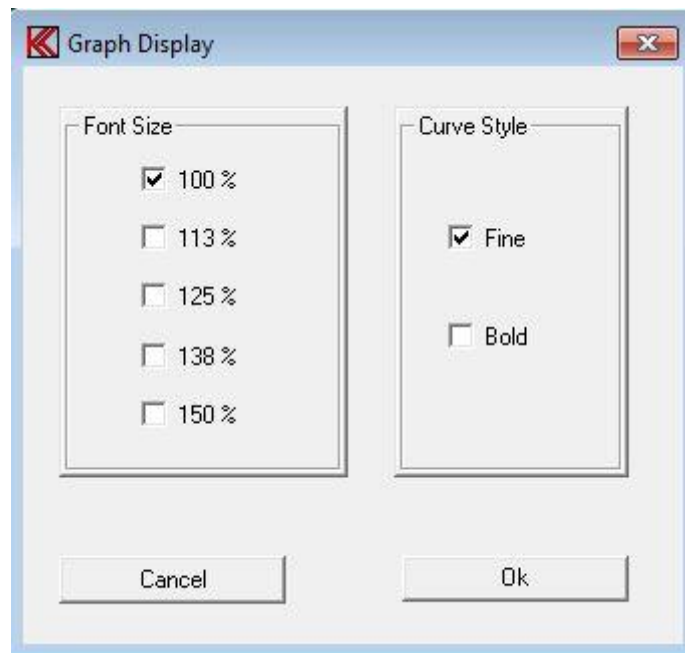 Graph Display
Font Size
100 %
113 %
125 %
138 %
150 %
Curve Style
Fine
Bold
Cancel
Ok